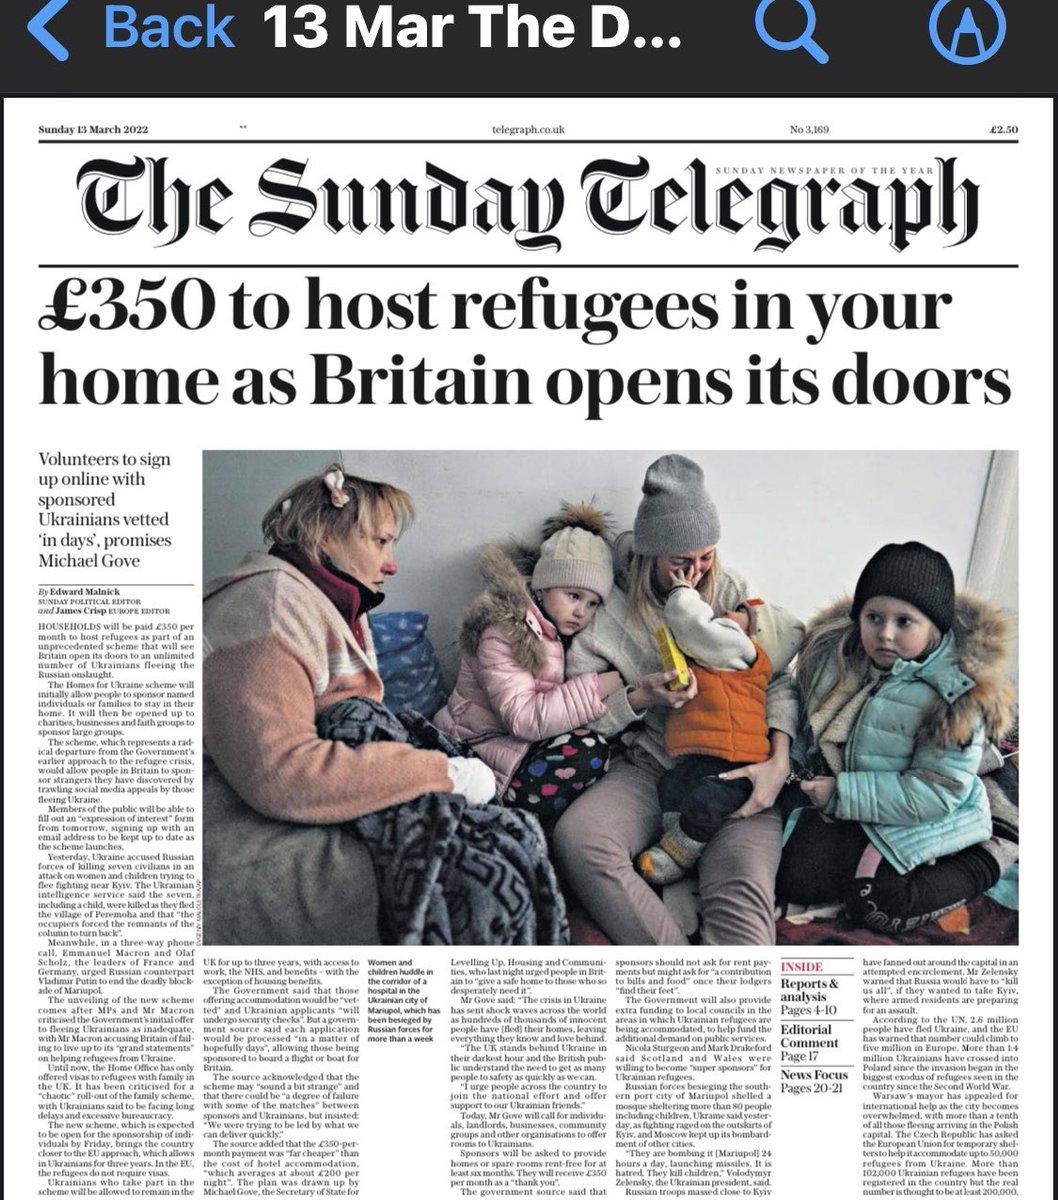 Back 13 Mar The D...
Sunday 13 March 2022 ** telegraph.co.uk No 3,169 £2.50
SUNDAY NEWSPAPER OF THE YEAR
The Sunday Telegraph
£350 to host refugees in your
home as Britain opens its doors
Volunteers to sign
up online with
sponsored
Ukrainians vetted
‘in days’, promises
Michael Gove
By Edward Malnick
SUNDAY POLITICAL EDITOR
and James Crisp EUROPE EDITOR
HOUSEHOLDS will be paid £350 per
month to host refugees as part of an
unprecedented scheme that will see
Britain open its doors to an unlimited
number of Ukrainians fleeing the
Russian onslaught.
The Homes for Ukraine scheme will
initially allow people to sponsor named
individuals or families to stay in their
home. It will then be opened up to
charities, businesses and faith groups to
sponsor large groups.
The scheme, which represents a rad-
ical departure from the Government’s
earlier approach to the refugee crisis,
would allow people in Britain to spon-
sor strangers they have discovered by
trawling social media appeals by those
fleeing Ukraine.
Members of the public will be able to
fill out an “expression of interest” form
from tomorrow, signing up with an
email address to be kept up to date as
the scheme launches.
Yesterday, Ukraine accused Russian
forces of killing seven civilians in an
attack on women and children trying to
flee fighting near Kyiv. The Ukrainian
intelligence service said the seven,
including a child, were killed as they fled
the village of Peremoha and that “the
occupiers forced the remnants of the
column to turn back”.
Meanwhile, in a three-way phone
call, Emmanuel Macron and Olaf
Scholz, the leaders of France and
Germany, urged Russian counterpart
Vladimir Putin to end the deadly block-
ade of Mariupol.
The unveiling of the new scheme
comes after MPs and Mr Macron
criticised the Government’s initial offer
to fleeing Ukrainians as inadequate,
with Mr Macron accusing Britain of fail-
ing to live up to its “grand statements”
on helping refugees from Ukraine.
Until now, the Home Office has only
offered visas to refugees with family in
the UK. It has been criticised for a
“chaotic” roll-out of the family scheme,
with Ukrainians said to be facing long
delays and excessive bureaucracy.
The new scheme, which is expected
to be open for the sponsorship of indi-
viduals by Friday, brings the country
closer to the EU approach, which allows
in Ukrainians for three years. In the EU,
the refugees do not require visas.
Ukrainians who take part in the
scheme will be allowed to remain in the
UK for up to three years, with access to
work, the NHS, and benefits – with the
exception of housing benefits.
The Government said that those
offering accommodation would be “vet-
ted” and Ukrainian applicants “will
undergo security checks”. But a govern-
ment source said each application
would be processed “in a matter of
hopefully days”, allowing those being
sponsored to board a flight or boat for
Britain.
The source acknowledged that the
scheme may “sound a bit strange” and
that there could be “a degree of failure
with some of the matches” between
sponsors and Ukrainians, but insisted:
“We were trying to be led by what we
can deliver quickly.”
The source added that the £350-per-
month payment was “far cheaper” than
the cost of hotel accommodation,
“which averages at about £200 per
night”. The plan was drawn up by
Michael Gove, the Secretary of State for
Women and
children huddle in
the corridor of a
hospital in the
Ukrainian city of
Mariupol, which has
been besieged by
Russian forces for
more than a week
Levelling Up, Housing and Communi-
ties, who last night urged people in Brit-
ain to “give a safe home to those who so
desperately need it”.
Mr Gove said: “The crisis in Ukraine
has sent shock waves across the world
as hundreds of thousands of innocent
people have [fled] their homes, leaving
everything they know and love behind.
“The UK stands behind Ukraine in
their darkest hour and the British pub-
lic understand the need to get as many
people to safety as quickly as we can.
“I urge people across the country to
join the national effort and offer
support to our Ukrainian friends.”
Today, Mr Gove will call for individu-
als, landlords, businesses, community
groups and other organisations to offer
rooms to Ukrainians.
Sponsors will be asked to provide
homes or spare rooms rent-free for at
least six months. They will receive £350
per month as a “thank you”.
The government source said that
sponsors should not ask for rent pay-
ments but might ask for “a contribution
to bills and food” once their lodgers
“find their feet”.
The Government will also provide
extra funding to local councils in the
areas in which Ukrainian refugees are
being accommodated, to help fund the
additional demand on public services.
Nicola Sturgeon and Mark Drakeford
said Scotland and Wales were
willing to become “super sponsors” for
Ukrainian refugees.
Russian forces besieging the south-
ern port city of Mariupol shelled a
mosque sheltering more than 80 people
including children, Ukraine said yester-
day, as fighting raged on the outskirts of
Kyiv, and Moscow kept up its bombard-
ment of other cities.
“They are bombing it [Mariupol] 24
hours a day, launching missiles. It is
hatred. They kill children,” Volodymyr
Zelensky, the Ukrainian president, said.
Russian troops massed close to Kyiv
INSIDE
Reports &
analysis
Pages 4-10
Editorial
Comment
Page 17
News Focus
Pages 20-21
have fanned out around the capital in an
attempted encirclement. Mr Zelensky
warned that Russia would have to “kill
us all”, if they wanted to take Kyiv,
where armed residents are preparing
for an assault.
According to the UN, 2.6 million
people have fled Ukraine, and the EU
has warned that number could climb to
five million in Europe. More than 1.4
million Ukrainians have crossed into
Poland since the invasion began in the
biggest exodus of refugees seen in the
country since the Second World War.
Warsaw’s mayor has appealed for
international help as the city becomes
overwhelmed, with more than a tenth
of all those fleeing arriving in the Polish
capital. The Czech Republic has asked
the European Union for temporary shel-
ters to help it accommodate up to 50,000
refugees from Ukraine. More than
102,000 Ukrainian refugees have been
registered in the country but the real
number is thought to be at 200,000,